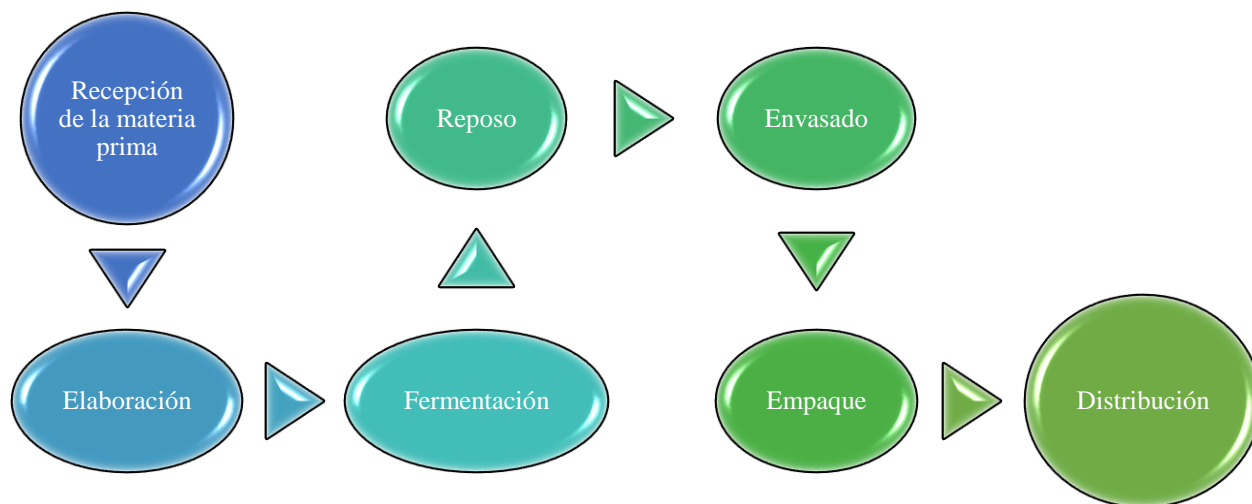 Recepción
de la materia
prima
Elaboración
Fermentación
Reposo
Envasado
Empaque
Distribución